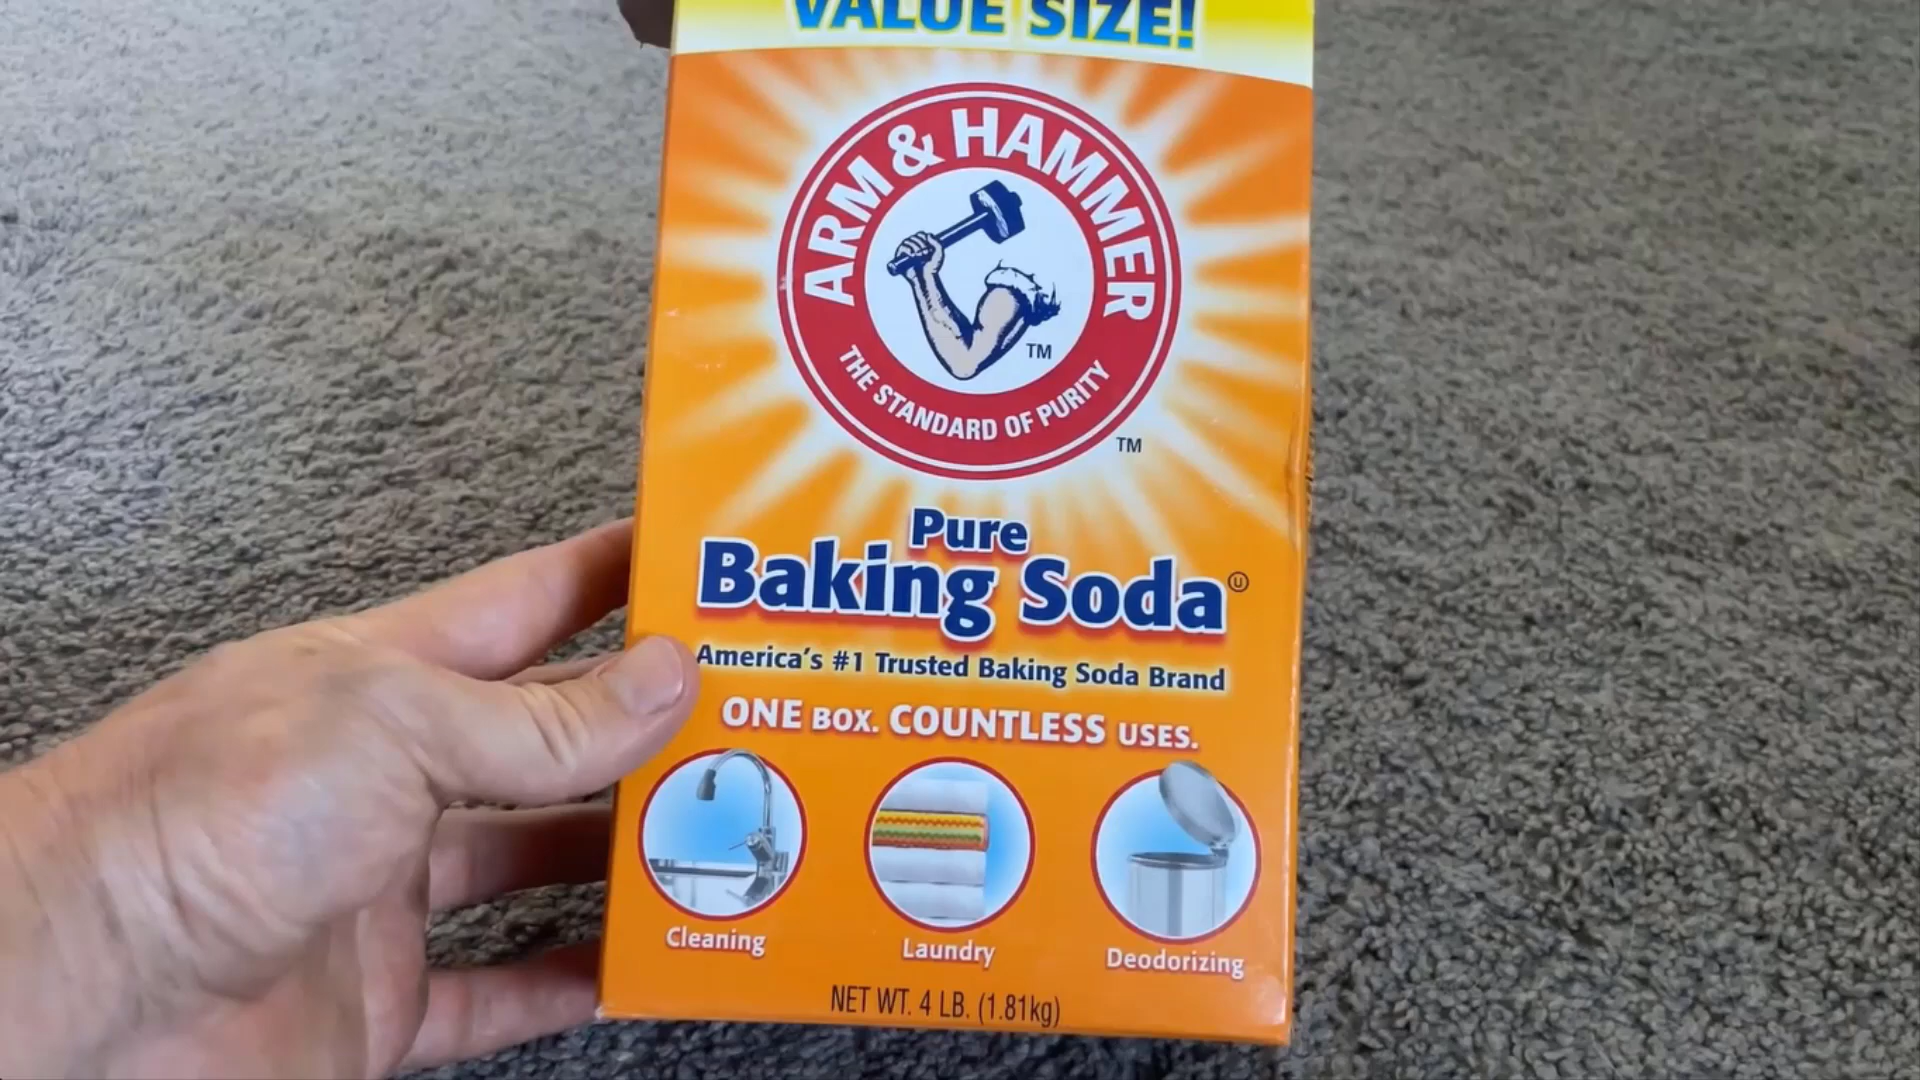 VALUE SIZE!
ARM & HAMMER
TM
THE STANDARD OF PURITY
TM
Pure
Baking Soda Ⓤ
America's #1 Trusted Baking Soda Brand
ONE BOX. COUNTLESS USES.
Cleaning
Laundry
Deodorizing
NET WT. 4 LB. (1.81kg)